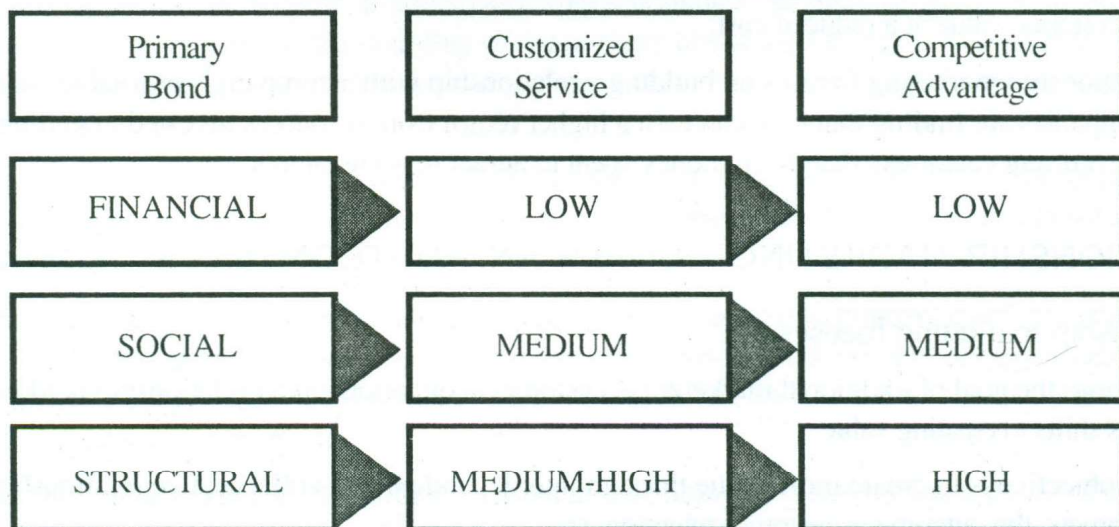 Primary
Bond
Customized
Service
Competitive
Advantage
FINANCIAL
LOW
LOW
SOCIAL
MEDIUM
MEDIUM
STRUCTURAL
MEDIUM-HIGH
HIGH